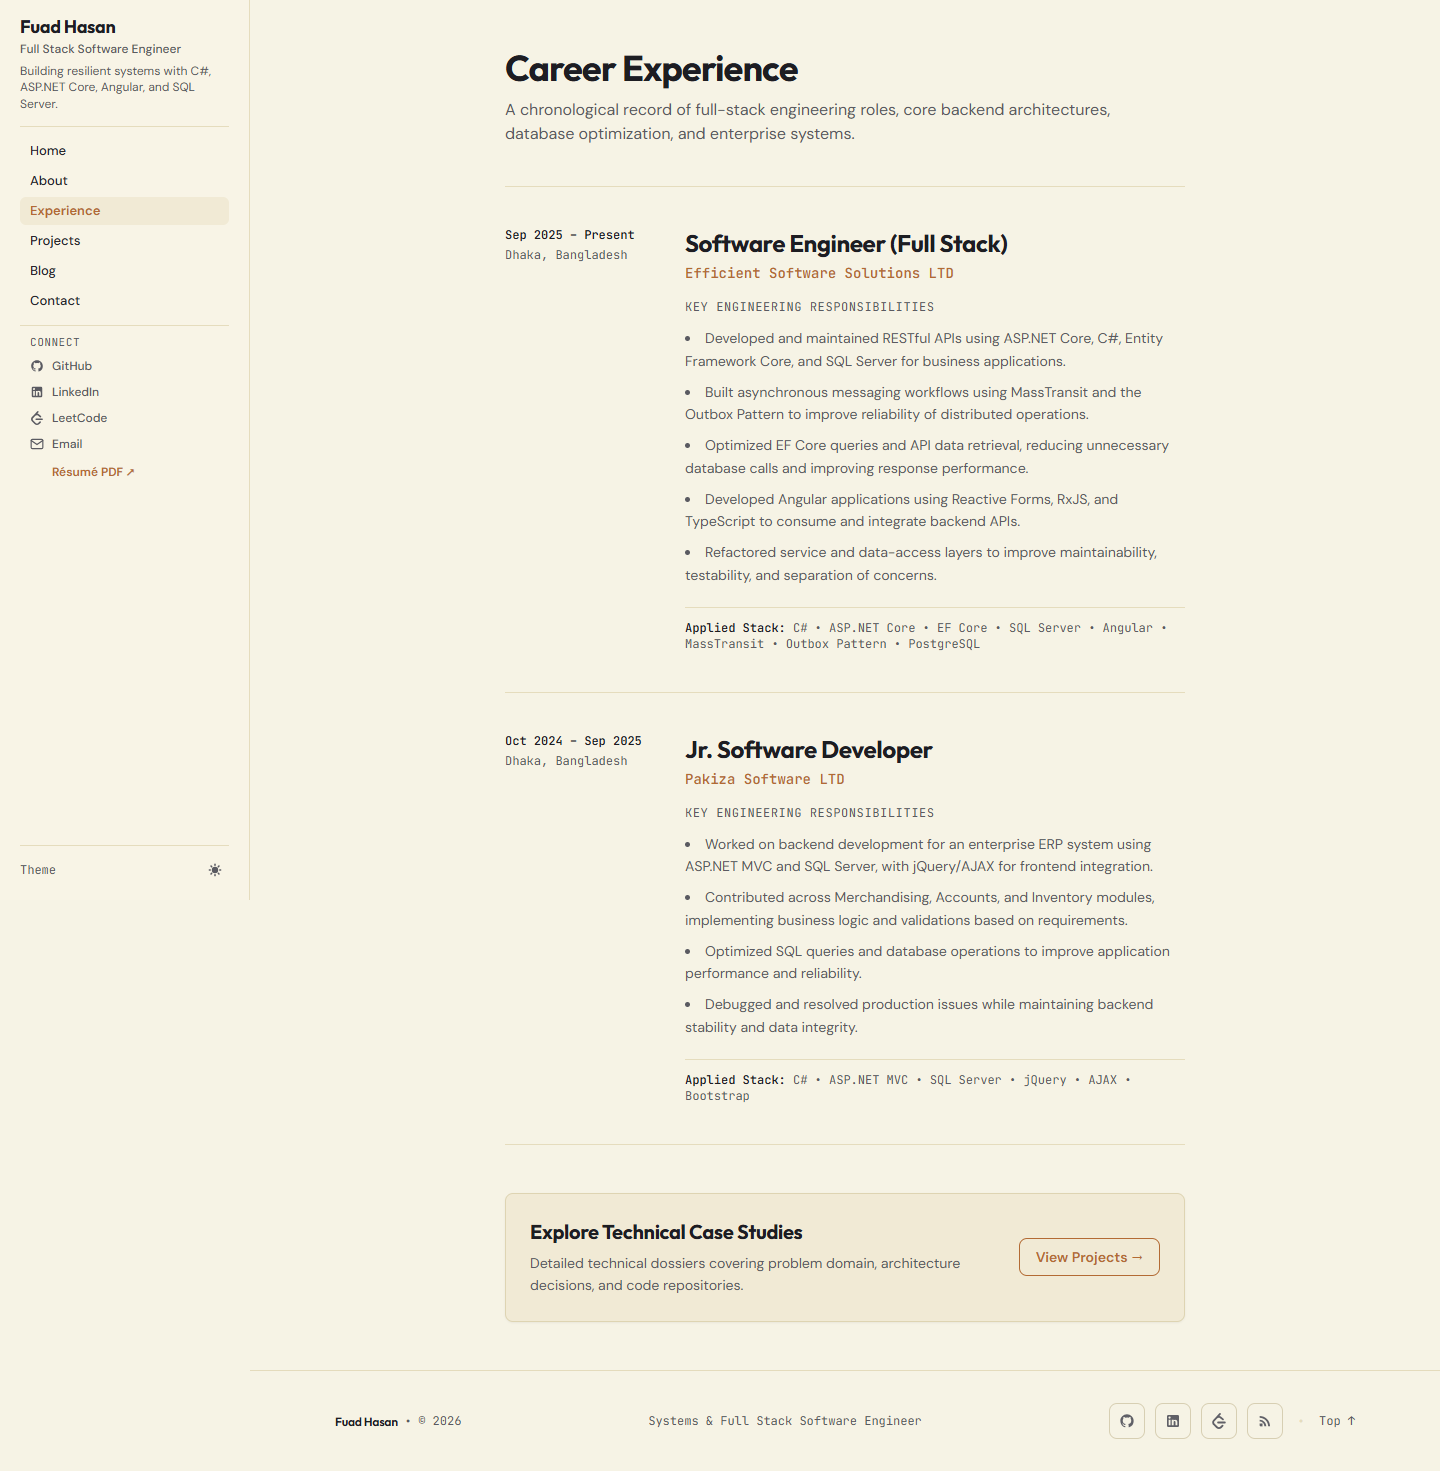 Fuad Hasan
Full Stack Software Engineer
Building resilient systems with C#,
ASP.NET Core, Angular, and SQL
Server.
Home
About
Experience
Projects
Blog
Contact
CONNECT
GitHub
LinkedIn
LeetCode
Email
Résumé PDF ↗
Theme
Career Experience
A chronological record of full-stack engineering roles, core backend architectures,
database optimization, and enterprise systems.
Sep 2025 – Present
Dhaka, Bangladesh
Software Engineer (Full Stack)
Efficient Software Solutions LTD
KEY ENGINEERING RESPONSIBILITIES
• Developed and maintained RESTful APIs using ASP.NET Core, C#, Entity
Framework Core, and SQL Server for business applications.
• Built asynchronous messaging workflows using MassTransit and the
Outbox Pattern to improve reliability of distributed operations.
• Optimized EF Core queries and API data retrieval, reducing unnecessary
database calls and improving response performance.
• Developed Angular applications using Reactive Forms, RxJS, and
TypeScript to consume and integrate backend APIs.
• Refactored service and data-access layers to improve maintainability,
testability, and separation of concerns.
Applied Stack: C# • ASP.NET Core • EF Core • SQL Server • Angular •
MassTransit • Outbox Pattern • PostgreSQL
Oct 2024 – Sep 2025
Dhaka, Bangladesh
Jr. Software Developer
Pakiza Software LTD
KEY ENGINEERING RESPONSIBILITIES
• Worked on backend development for an enterprise ERP system using
ASP.NET MVC and SQL Server, with jQuery/AJAX for frontend integration.
• Contributed across Merchandising, Accounts, and Inventory modules,
implementing business logic and validations based on requirements.
• Optimized SQL queries and database operations to improve application
performance and reliability.
• Debugged and resolved production issues while maintaining backend
stability and data integrity.
Applied Stack: C# • ASP.NET MVC • SQL Server • jQuery • AJAX •
Bootstrap
Explore Technical Case Studies
Detailed technical dossiers covering problem domain, architecture
decisions, and code repositories.
View Projects →
Fuad Hasan • © 2026
Systems & Full Stack Software Engineer
• Top ↑